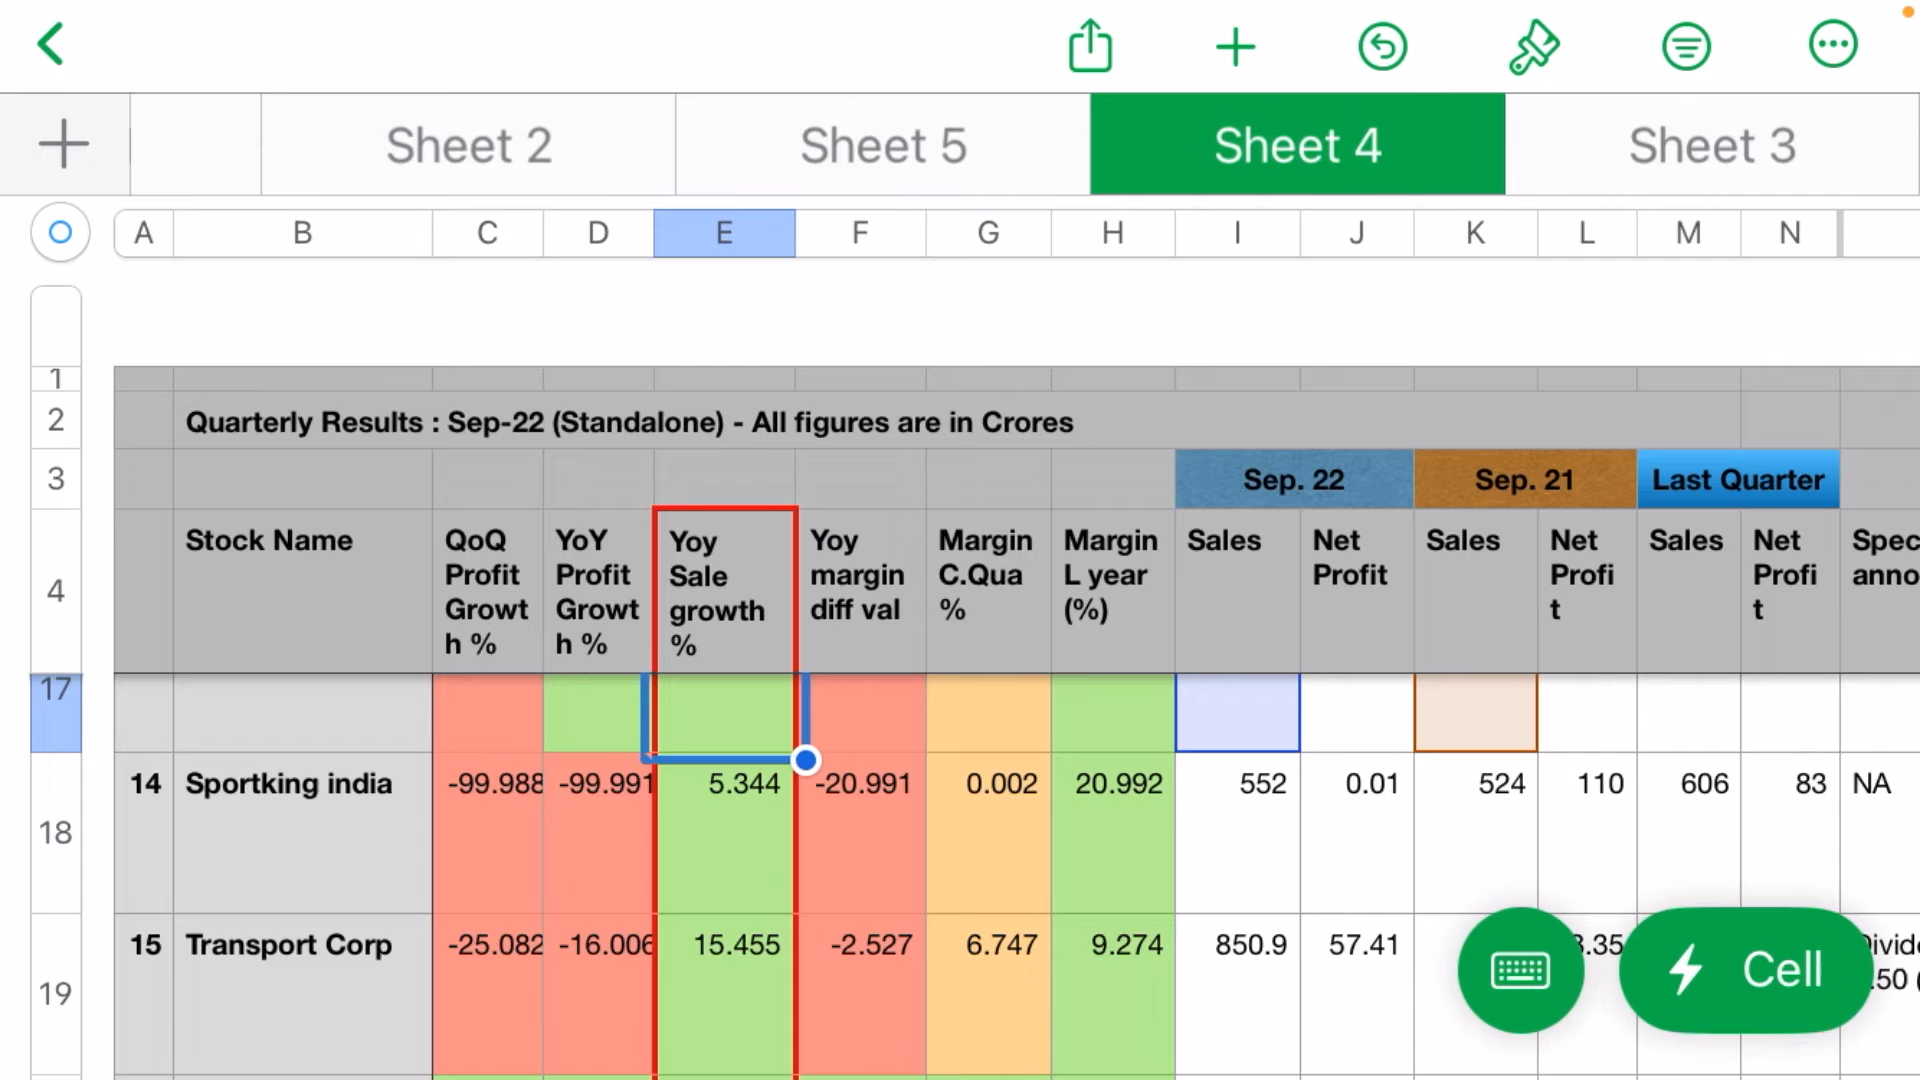 Sheet 2 Sheet 5 Sheet 4 Sheet 3
A B C D E F G H I J K L M N
1
2 Quarterly Results : Sep-22 (Standalone) - All figures are in Crores
3 Sep. 22 Sep. 21 Last Quarter
4
Stock Name
QoQ
Profit
Growt
h %
YoY
Profit
Growt
h %
Yoy
Sale
growth
%
Yoy
margin
diff val
Margin
C.Qua
%
Margin
L year
(%)
Sales
Net
Profit
Sales
Net
Profi
t
Sales
Net
Profi
t
Spec
anno
17
18
14 Sportking india -99.988 -99.991 5.344 -20.991 0.002 20.992 552 0.01 524 110 606 83 NA
19
15 Transport Corp -25.082 -16.006 15.455 -2.527 6.747 9.274 850.9 57.41
Cell